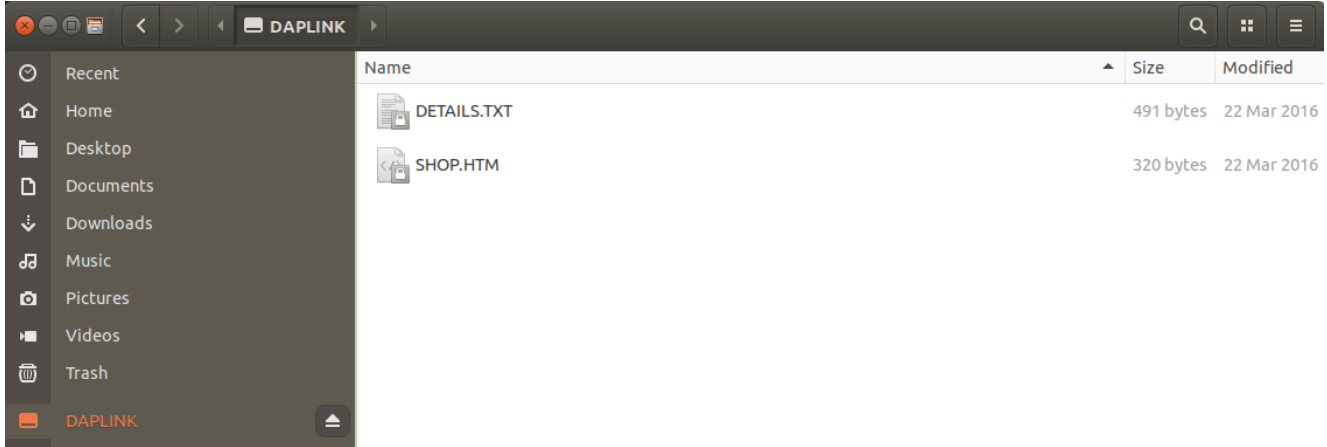 DAPLINK
Recent
Home
Desktop
Documents
Downloads
Music
Pictures
Videos
Trash
DAPLINK
Name Size Modified
DETAILS.TXT 491 bytes 22 Mar 2016
SHOP.HTM 320 bytes 22 Mar 2016